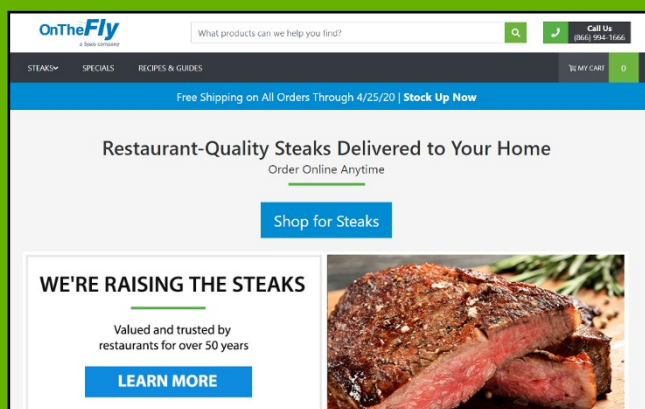 OnTheFly
a Sysco company
What products can we help you find?
Call Us
(866) 994-1666
STEAKS
SPECIALS
RECIPES & GUIDES
MY CART
0
Free Shipping on All Orders Through 4/25/20 | Stock Up Now
Restaurant-Quality Steaks Delivered to Your Home
Order Online Anytime
Shop for Steaks
WE'RE RAISING THE STEAKS
Valued and trusted by
restaurants for over 50 years
LEARN MORE